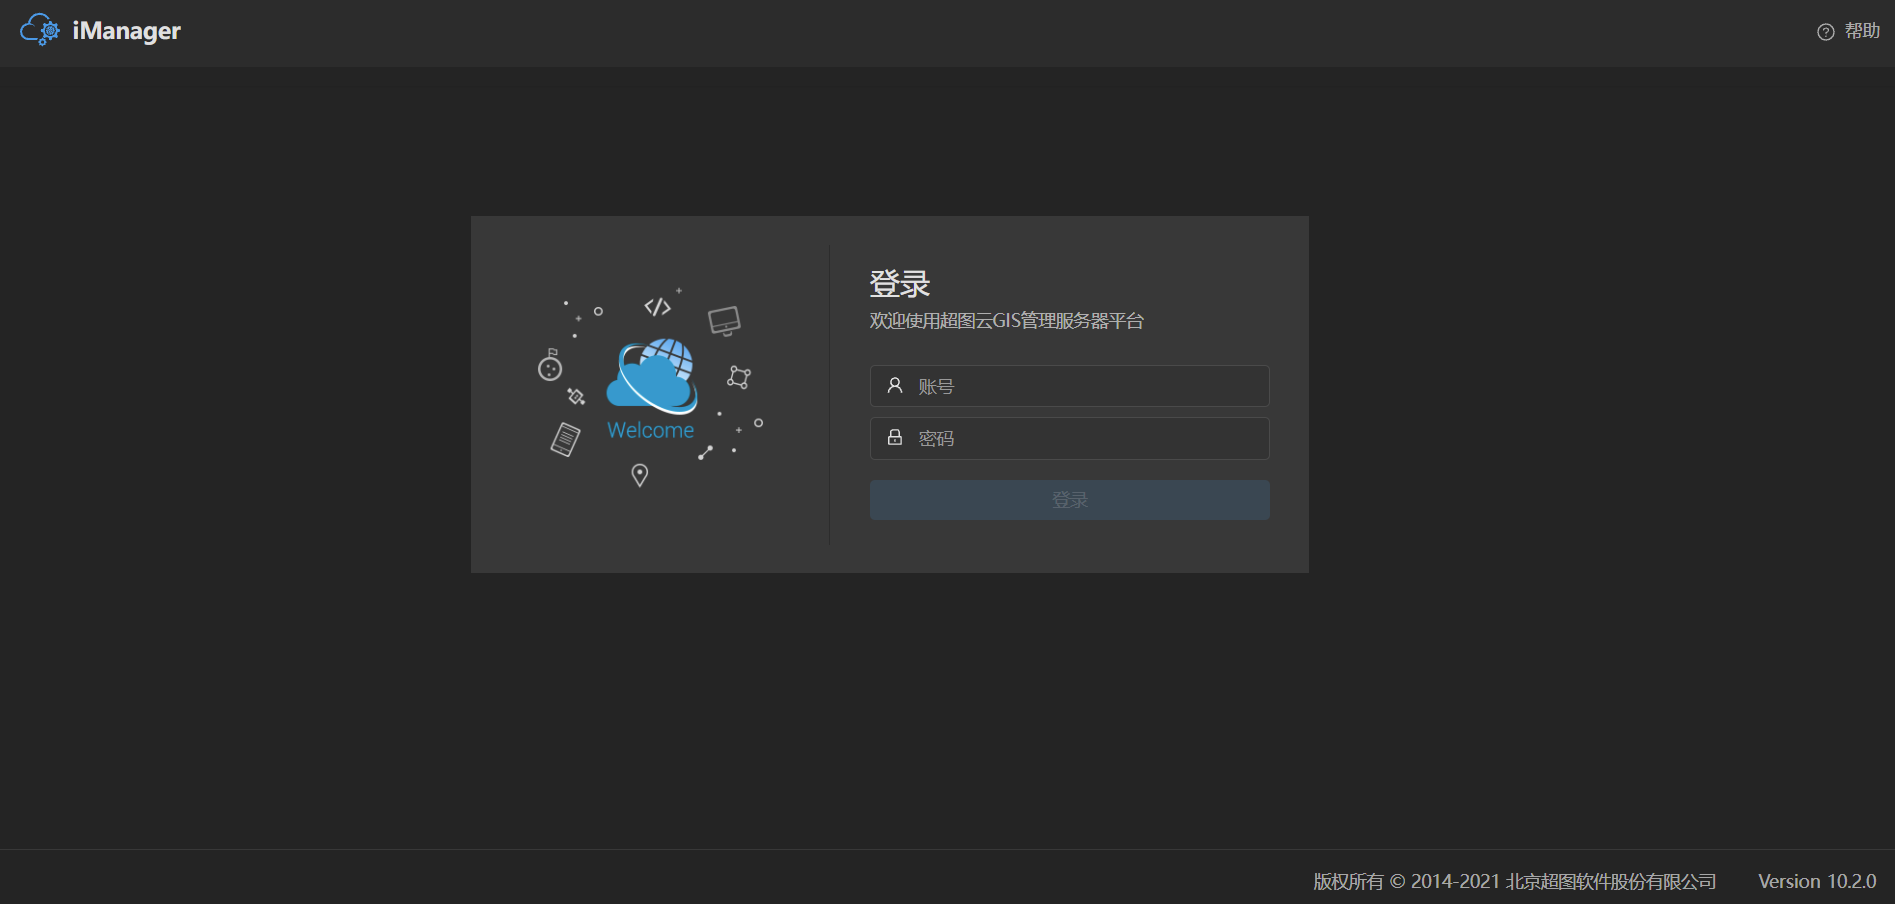 iManager
帮助
登录
欢迎使用超图云GIS管理服务器平台
账号
密码
登录
Welcome
版权所有 © 2014-2021 北京超图软件股份有限公司
Version 10.2.0